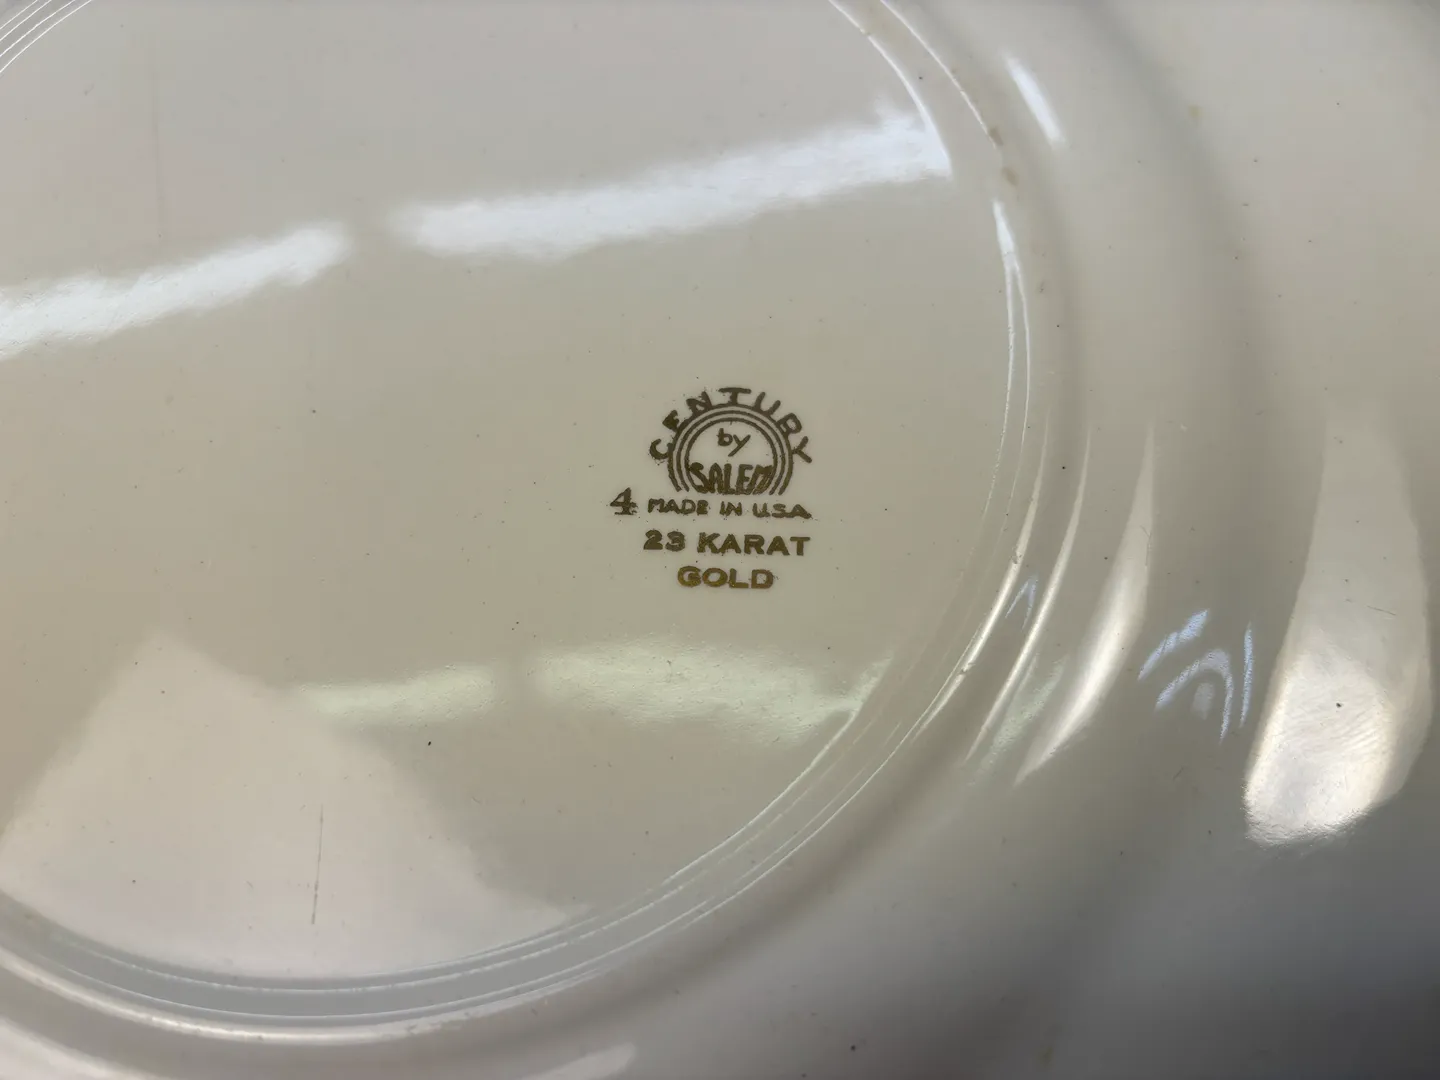 CENTURY
by
SALEM
4 MADE IN U.S.A
23 KARAT
GOLD